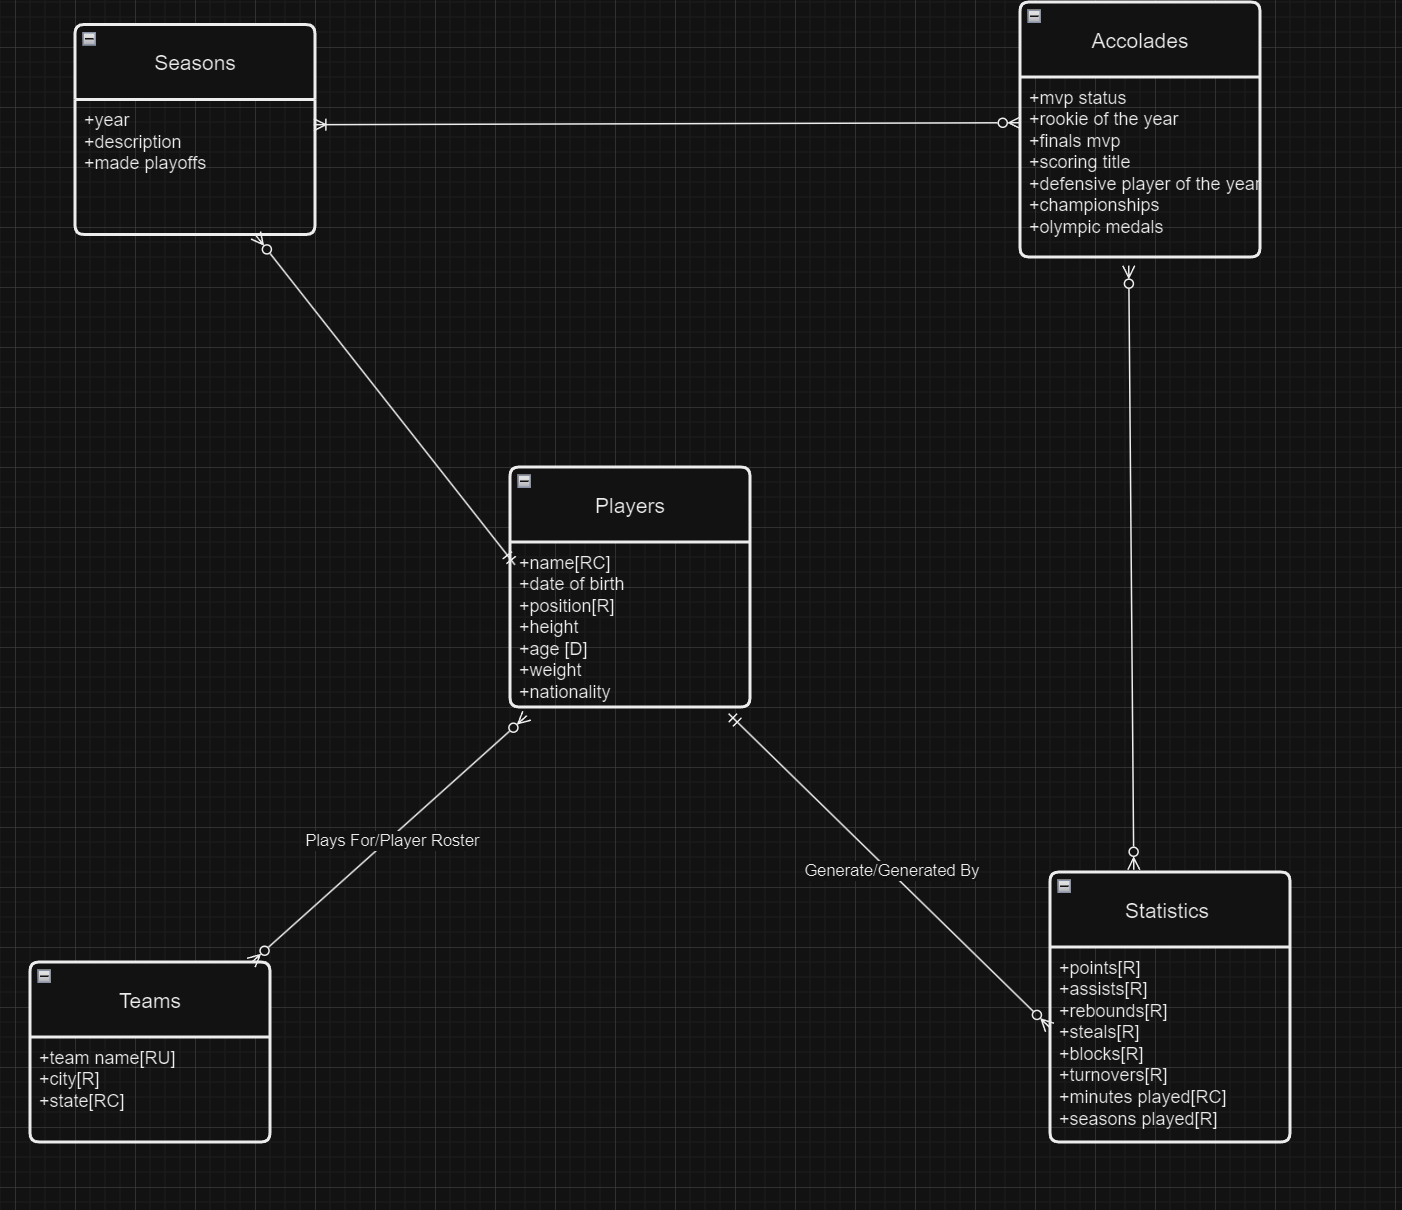 Seasons
+year
+description
+made playoffs
Accolades
+mvp status
+rookie of the year
+finals mvp
+scoring title
+defensive player of the year
+championships
+olympic medals
Players
+name[RC]
+date of birth
+position[R]
+height
+age [D]
+weight
+nationality
Plays For/Player Roster
Generate/Generated By
Teams
+team name[RU]
+city[R]
+state[RC]
Statistics
+points[R]
+assists[R]
+rebounds[R]
+steals[R]
+blocks[R]
+turnovers[R]
+minutes played[RC]
+seasons played[R]